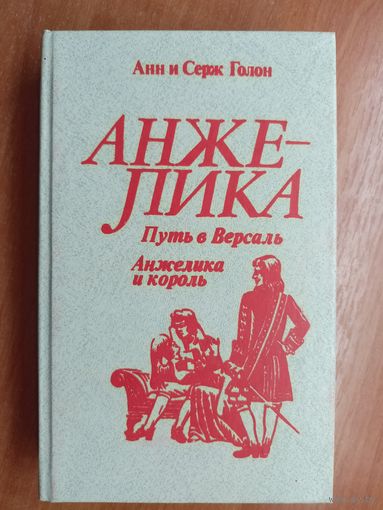 Анн и Серж Голон
АНЖЕ-
ЛИКА
Путь в Версаль
Анжелика
и король